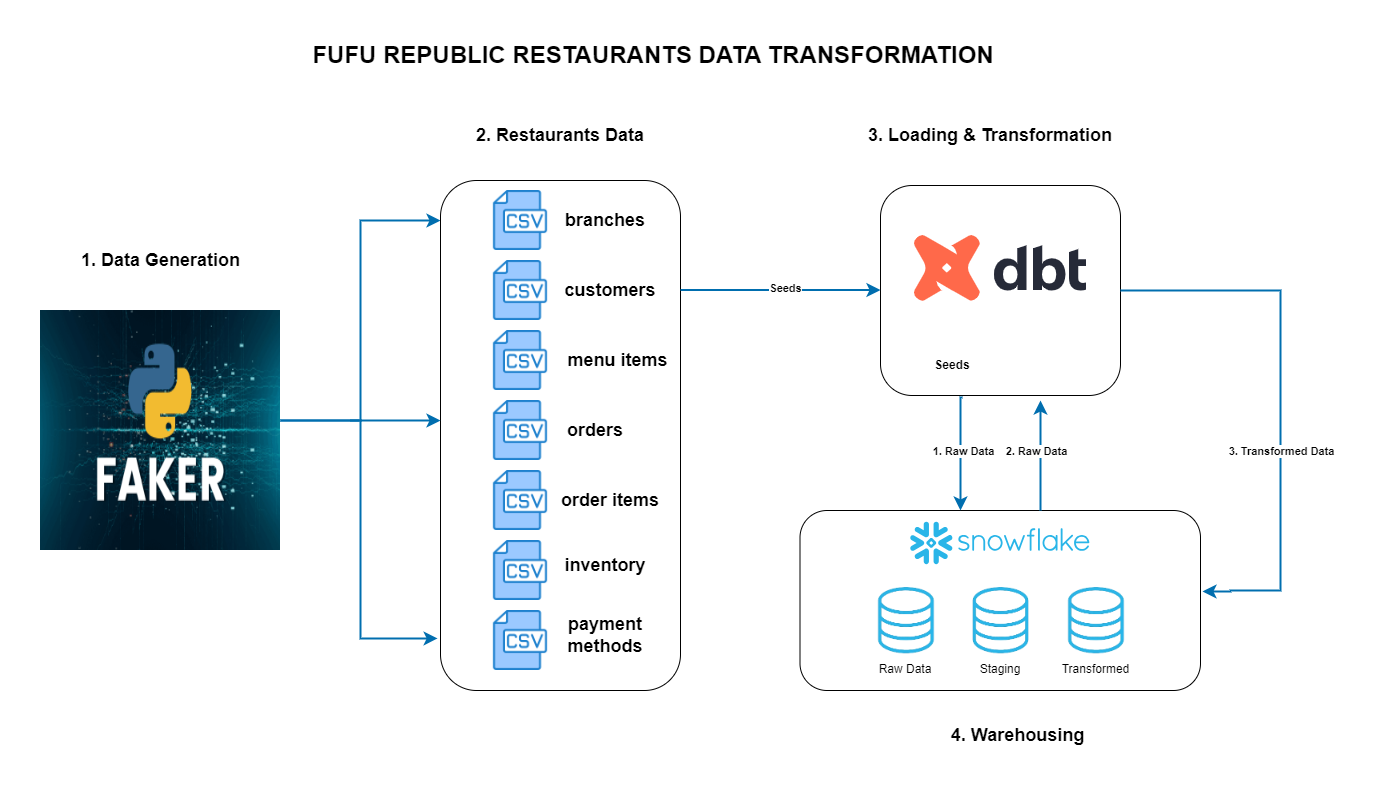 FUFU REPUBLIC RESTAURANTS DATA TRANSFORMATION
1. Data Generation
FAKER
2. Restaurants Data
CSV branches
CSV customers
CSV menu items
CSV orders
CSV order items
CSV inventory
CSV payment
methods
Seeds
3. Loading & Transformation
dbt
Seeds
1. Raw Data
2. Raw Data
3. Transformed Data
snowflake
Raw Data
Staging
Transformed
4. Warehousing